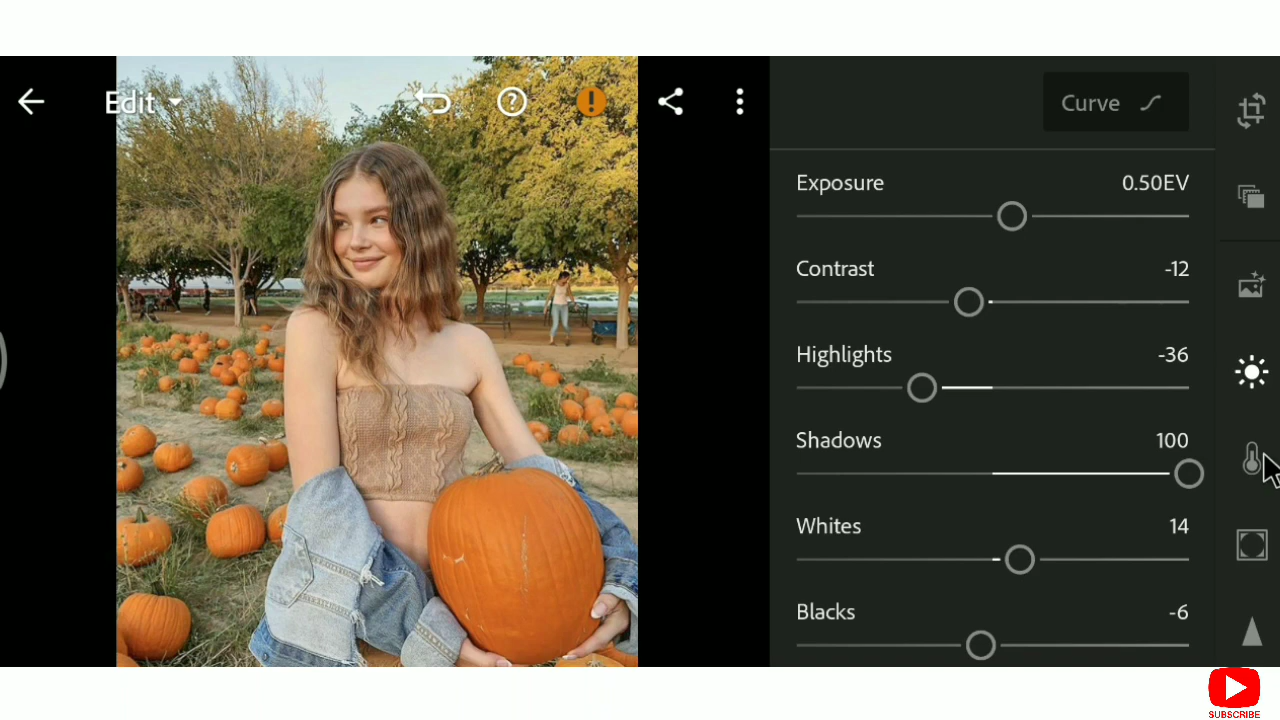 Edit
Curve
Exposure 0.50EV
Contrast -12
Highlights -36
Shadows 100
Whites 14
Blacks -6
SUBSCRIBE